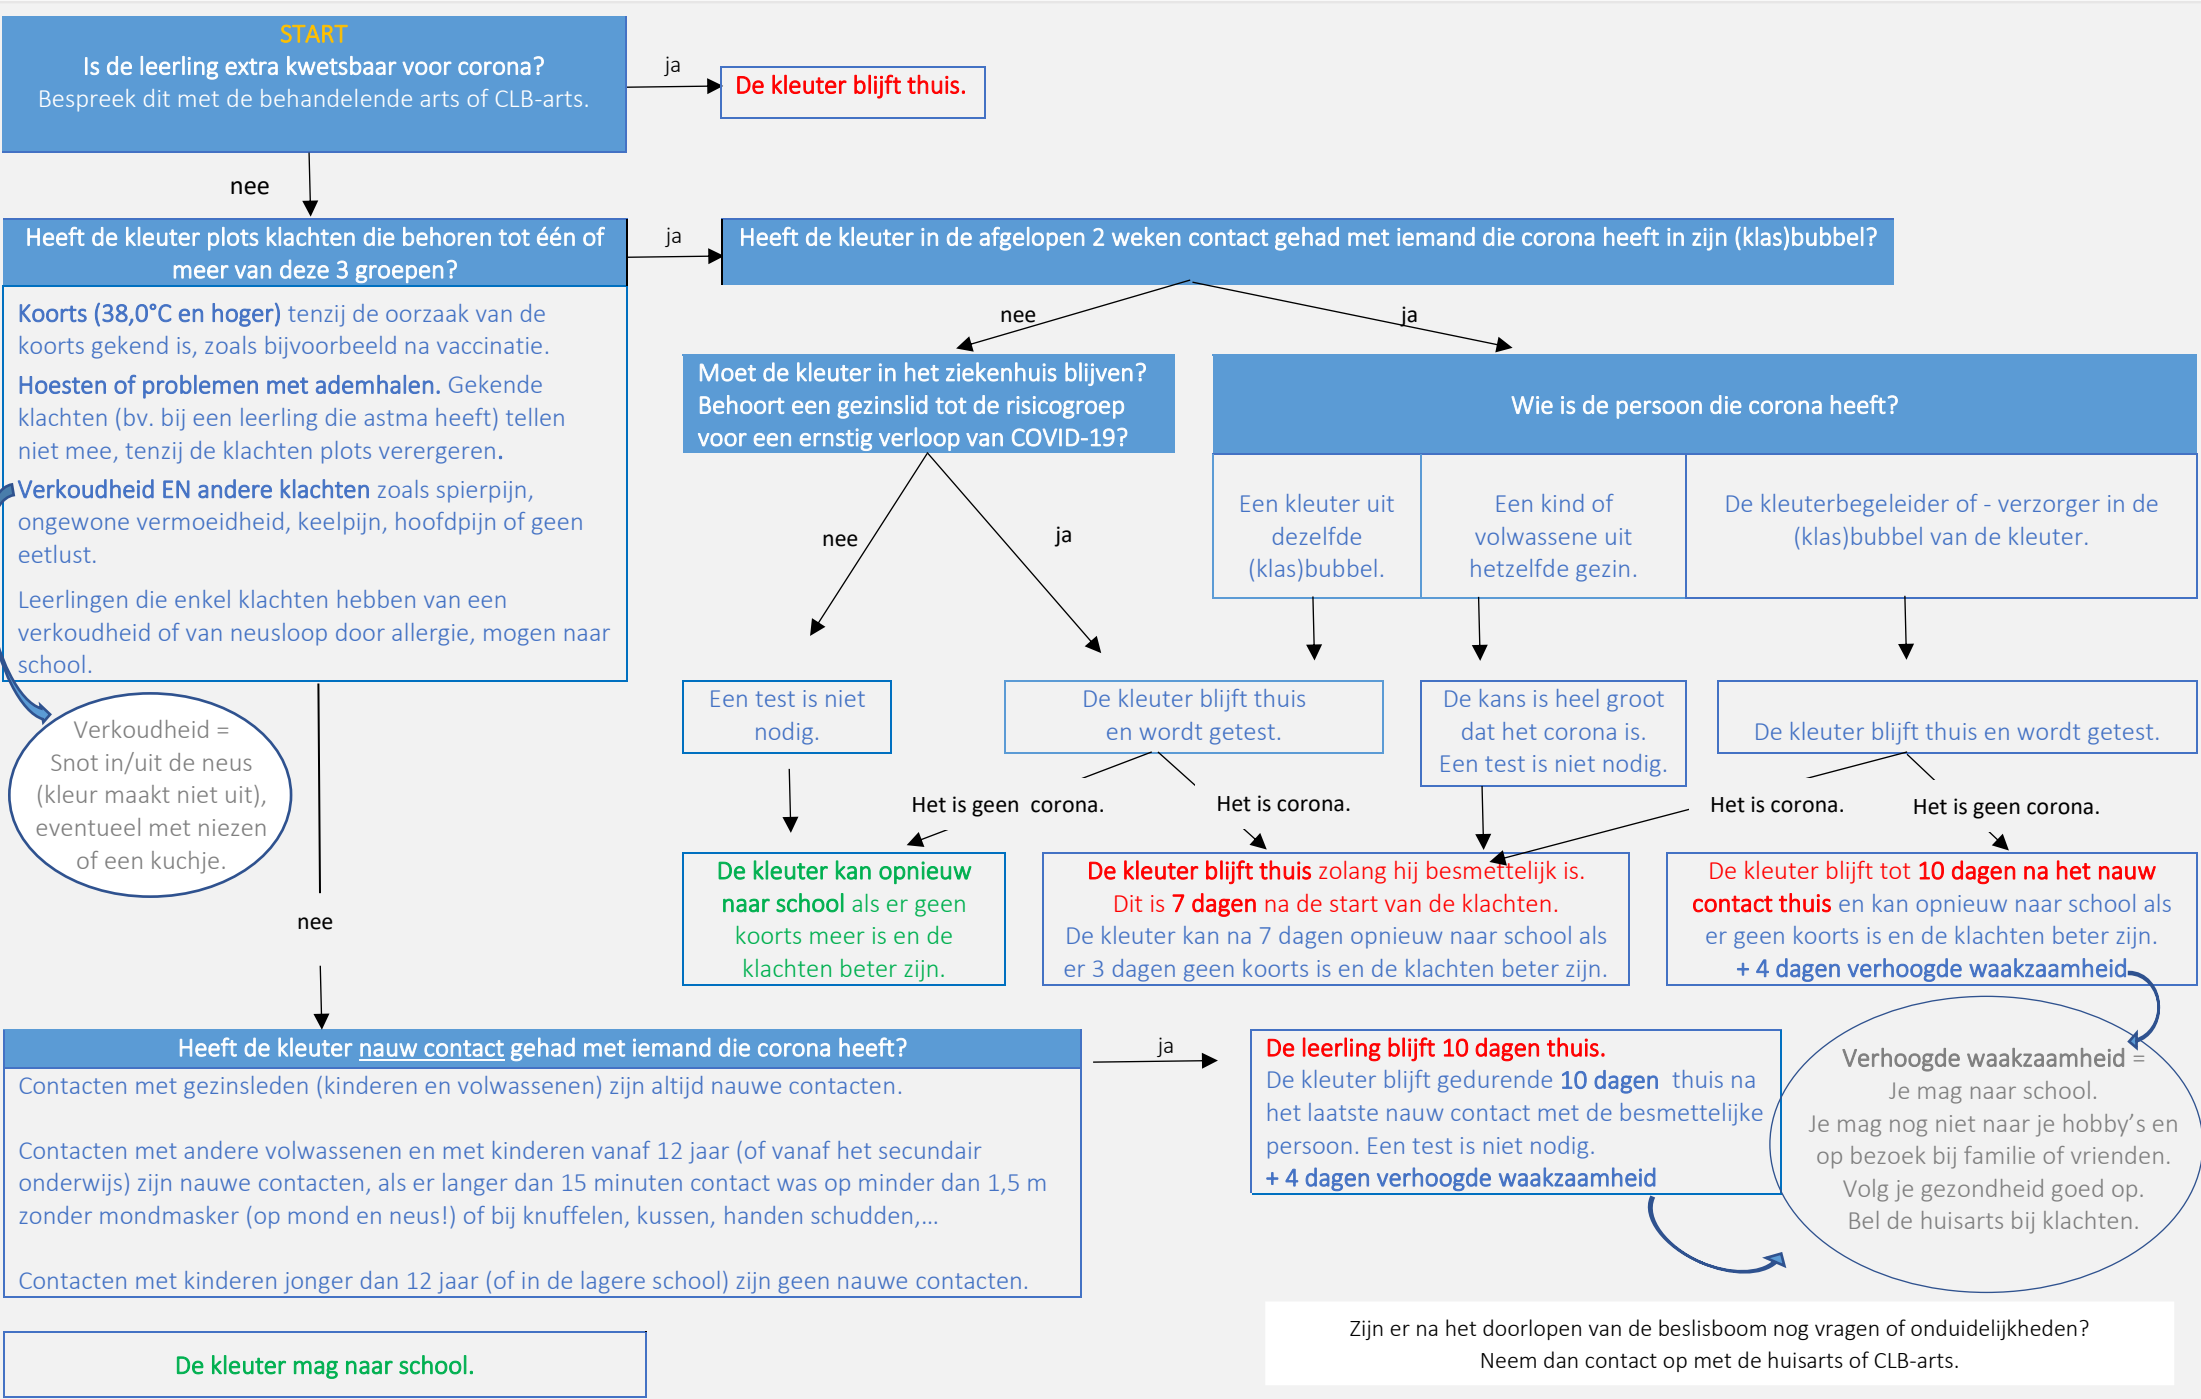 START
Is de leerling extra kwetsbaar voor corona?
Bespreek dit met de behandelende arts of CLB-arts.
ja
De kleuter blijft thuis.
nee
Heeft de kleuter plots klachten die behoren tot één of
meer van deze 3 groepen?
Koorts (38,0°C en hoger) tenzij de oorzaak van de
koorts gekend is, zoals bijvoorbeeld na vaccinatie.
Hoesten of problemen met ademhalen. Gekende
klachten (bv. bij een leerling die astma heeft) tellen
niet mee, tenzij de klachten plots verergeren.
Verkoudheid EN andere klachten zoals spierpijn,
ongewone vermoeidheid, keelpijn, hoofdpijn of geen
eetlust.
Leerlingen die enkel klachten hebben van een
verkoudheid of van neusloop door allergie, mogen naar
school.
Verkoudheid =
Snot in/uit de neus
(kleur maakt niet uit),
eventueel met niezen
of een kuchje.
ja
Heeft de kleuter in de afgelopen 2 weken contact gehad met iemand die corona heeft in zijn (klas)bubbel?
nee
ja
Moet de kleuter in het ziekenhuis blijven?
Behoort een gezinslid tot de risicogroep
voor een ernstig verloop van COVID-19?
Wie is de persoon die corona heeft?
Een kleuter uit
dezelfde
(klas)bubbel.
Een kind of
volwassene uit
hetzelfde gezin.
De kleuterbegeleider of - verzorger in de
(klas)bubbel van de kleuter.
nee
ja
Een test is niet
nodig.
De kleuter blijft thuis
en wordt getest.
De kans is heel groot
dat het corona is.
Een test is niet nodig.
De kleuter blijft thuis en wordt getest.
Het is geen corona.
Het is corona.
Het is corona.
Het is geen corona.
De kleuter kan opnieuw
naar school als er geen
koorts meer is en de
klachten beter zijn.
De kleuter blijft thuis zolang hij besmettelijk is.
Dit is 7 dagen na de start van de klachten.
De kleuter kan na 7 dagen opnieuw naar school als
er 3 dagen geen koorts is en de klachten beter zijn.
De kleuter blijft tot 10 dagen na het nauw
contact thuis en kan opnieuw naar school als
er geen koorts is en de klachten beter zijn.
+ 4 dagen verhoogde waakzaamheid
nee
Heeft de kleuter nauw contact gehad met iemand die corona heeft?
Contacten met gezinsleden (kinderen en volwassenen) zijn altijd nauwe contacten.
Contacten met andere volwassenen en met kinderen vanaf 12 jaar (of vanaf het secundair
onderwijs) zijn nauwe contacten, als er langer dan 15 minuten contact was op minder dan 1,5 m
zonder mondmasker (op mond en neus!) of bij knuffelen, kussen, handen schudden,...
Contacten met kinderen jonger dan 12 jaar (of in de lagere school) zijn geen nauwe contacten.
ja
De leerling blijft 10 dagen thuis.
De kleuter blijft gedurende 10 dagen thuis na
het laatste nauw contact met de besmettelijke
persoon. Een test is niet nodig.
+ 4 dagen verhoogde waakzaamheid
Verhoogde waakzaamheid =
Je mag naar school.
Je mag nog niet naar je hobby's en
op bezoek bij familie of vrienden.
Volg je gezondheid goed op.
Bel de huisarts bij klachten.
Zijn er na het doorlopen van de beslisboom nog vragen of onduidelijkheden?
Neem dan contact op met de huisarts of CLB-arts.
De kleuter mag naar school.